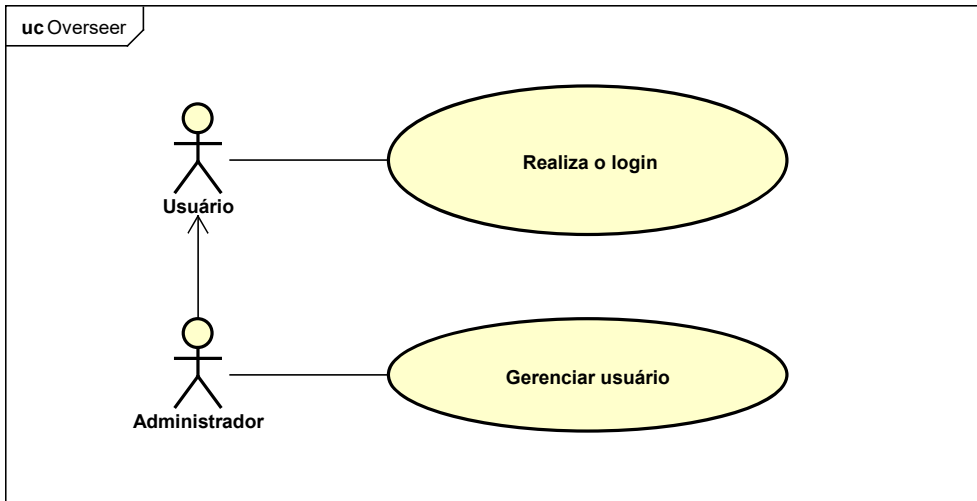 uc Overseer
Realiza o login
Usuário
Gerenciar usuário
Administrador